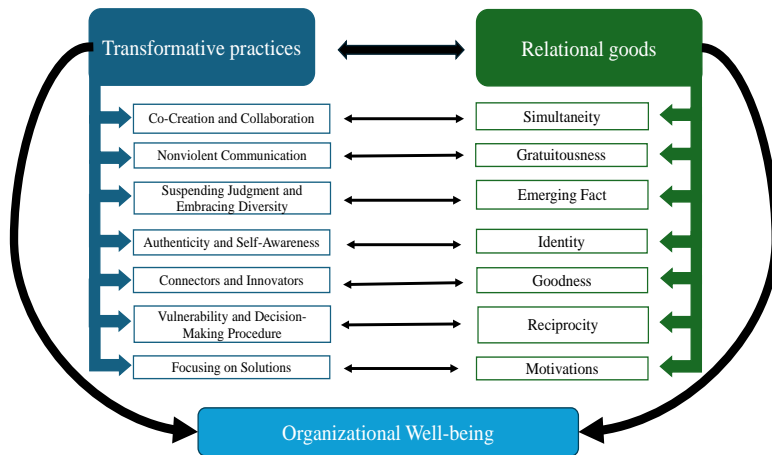 Transformative practices
Relational goods
Co-Creation and Collaboration
Simultaneity
Nonviolent Communication
Gratuitousness
Suspending Judgment and
Embracing Diversity
Emerging Fact
Authenticity and Self-Awareness
Identity
Connectors and Innovators
Goodness
Vulnerability and Decision-
Making Procedure
Reciprocity
Focusing on Solutions
Motivations
Organizational Well-being